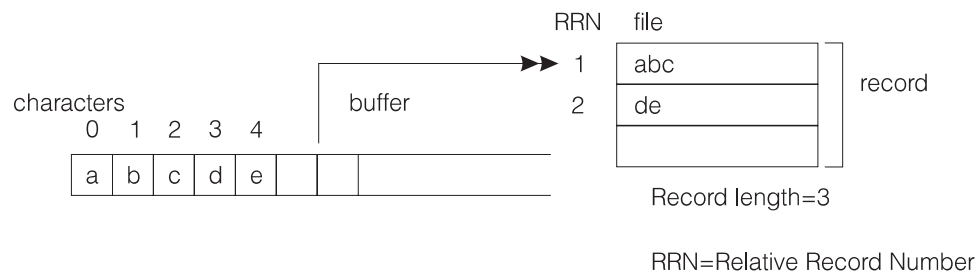 RRN file
1 abc
record
characters buffer 2 de
0 1 2 3 4
a b c d e
Record length=3
RRN=Relative Record Number